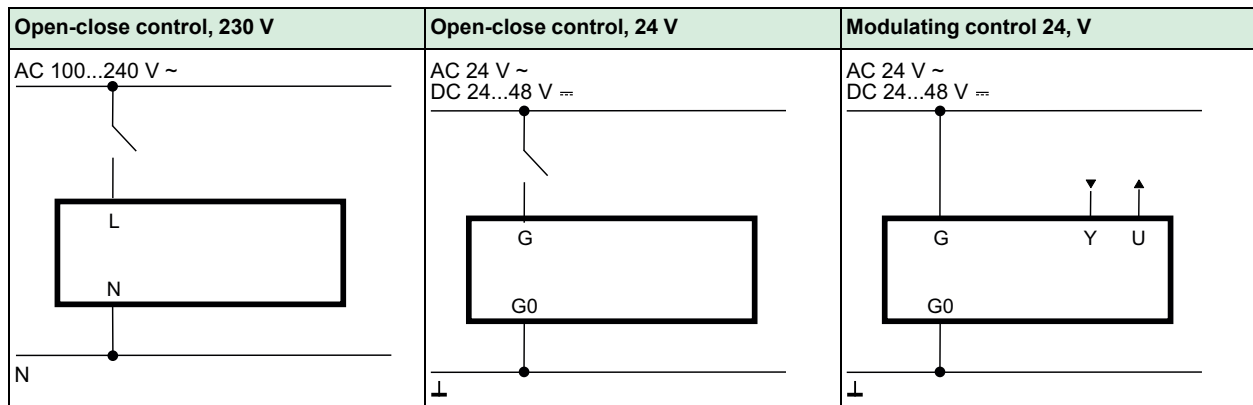 Open-close control, 230 V
Open-close control, 24 V
Modulating control 24, V
AC 100...240 V ~
L
N
N
AC 24 V ~
DC 24...48 V ⎓
G
G0
AC 24 V ~
DC 24...48 V ⎓
G Y U
G0